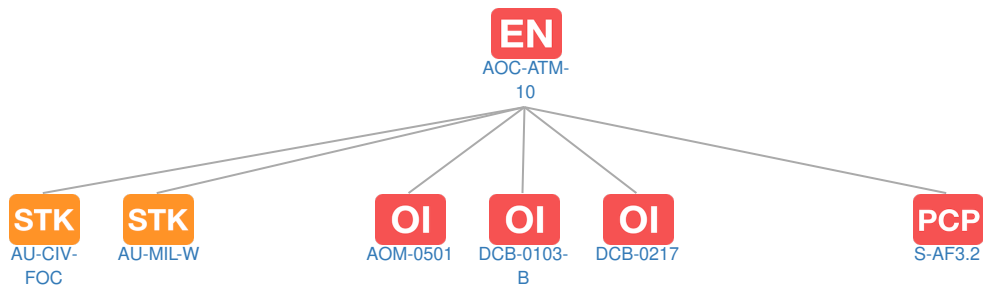 EN
AOC-ATM-
10
STK
STK
OI
OI
OI
PCP
AU-CIV-
FOC
AU-MIL-W
AOM-0501
DCB-0103-
B
DCB-0217
S-AF3.2